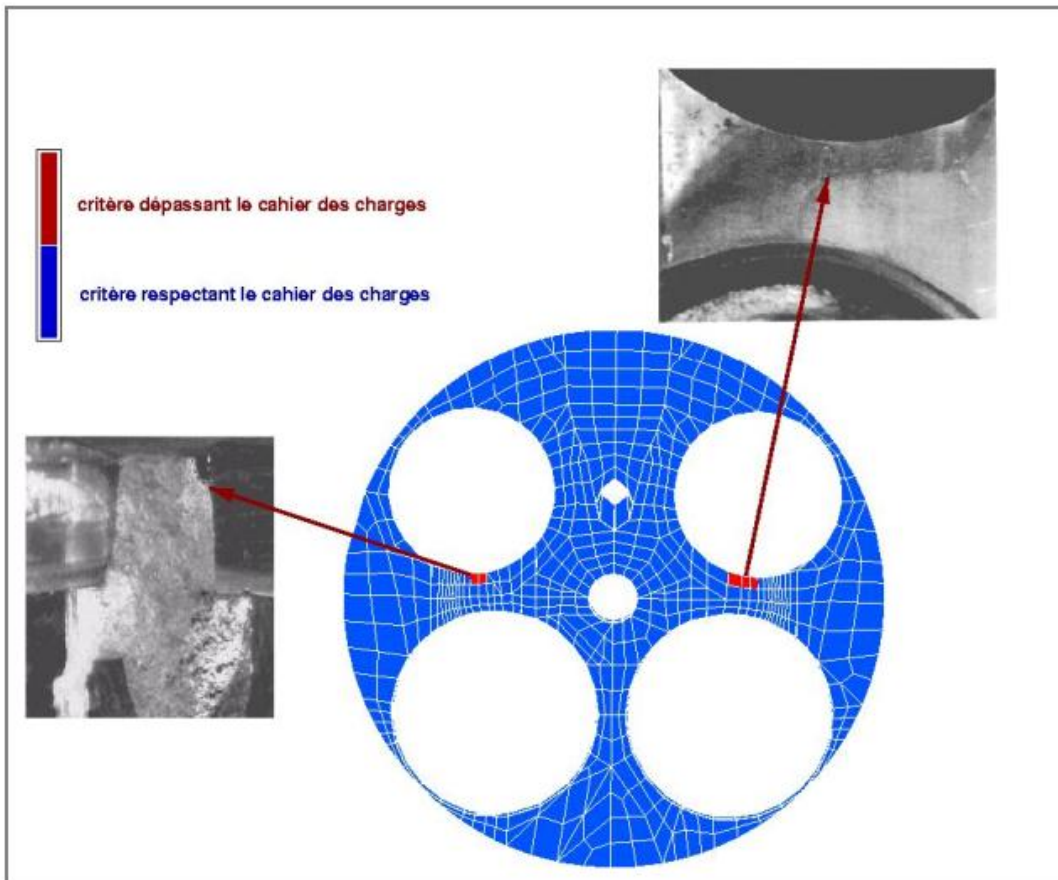 critère dépassant le cahier des charges
critère respectant le cahier des charges